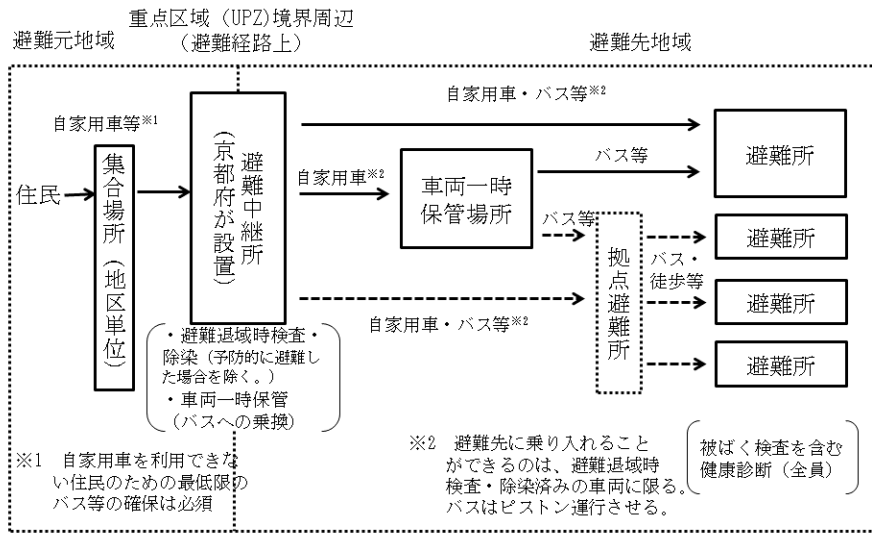 避難元地域
重点区域（UPZ)境界周辺
（避難経路上）
避難先地域
自家用車等※1
住民
集合場所（地区単位）
避難中継所
(京都府が設置)
自家用車・バス等※2
自家用車※2
車両一時
保管場所
バス等
避難所
バス等
拠点避難所
バス・
徒歩等
避難所
避難所
避難所
自家用車・バス等※2
・避難退域時検査・
除染（予防的に避難し
た場合を除く。）
・車両一時保管
（バスへの乗換）
※1　自家用車を利用できな
い住民のための最低限の
バス等の確保は必須
※2　避難先に乗り入れること
ができるのは、避難退域時
検査・除染済みの車両に限る。
バスはピストン運行させる。
被ばく検査を含む
健康診断（全員）